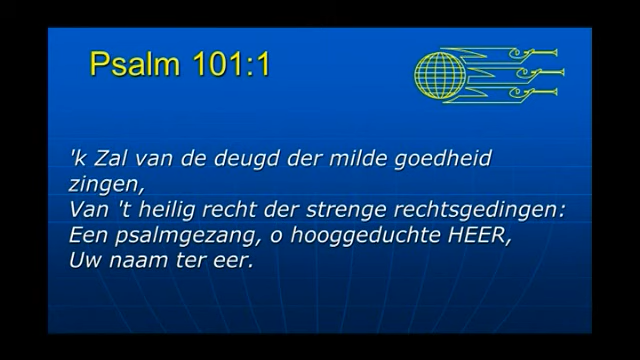 Psalm 101:1
'k Zal van de deugd der milde goedheid
zingen,
Van 't heilig recht der strenge rechtsgedingen:
Een psalmgezang, o hooggeduchte HEER,
Uw naam ter eer.